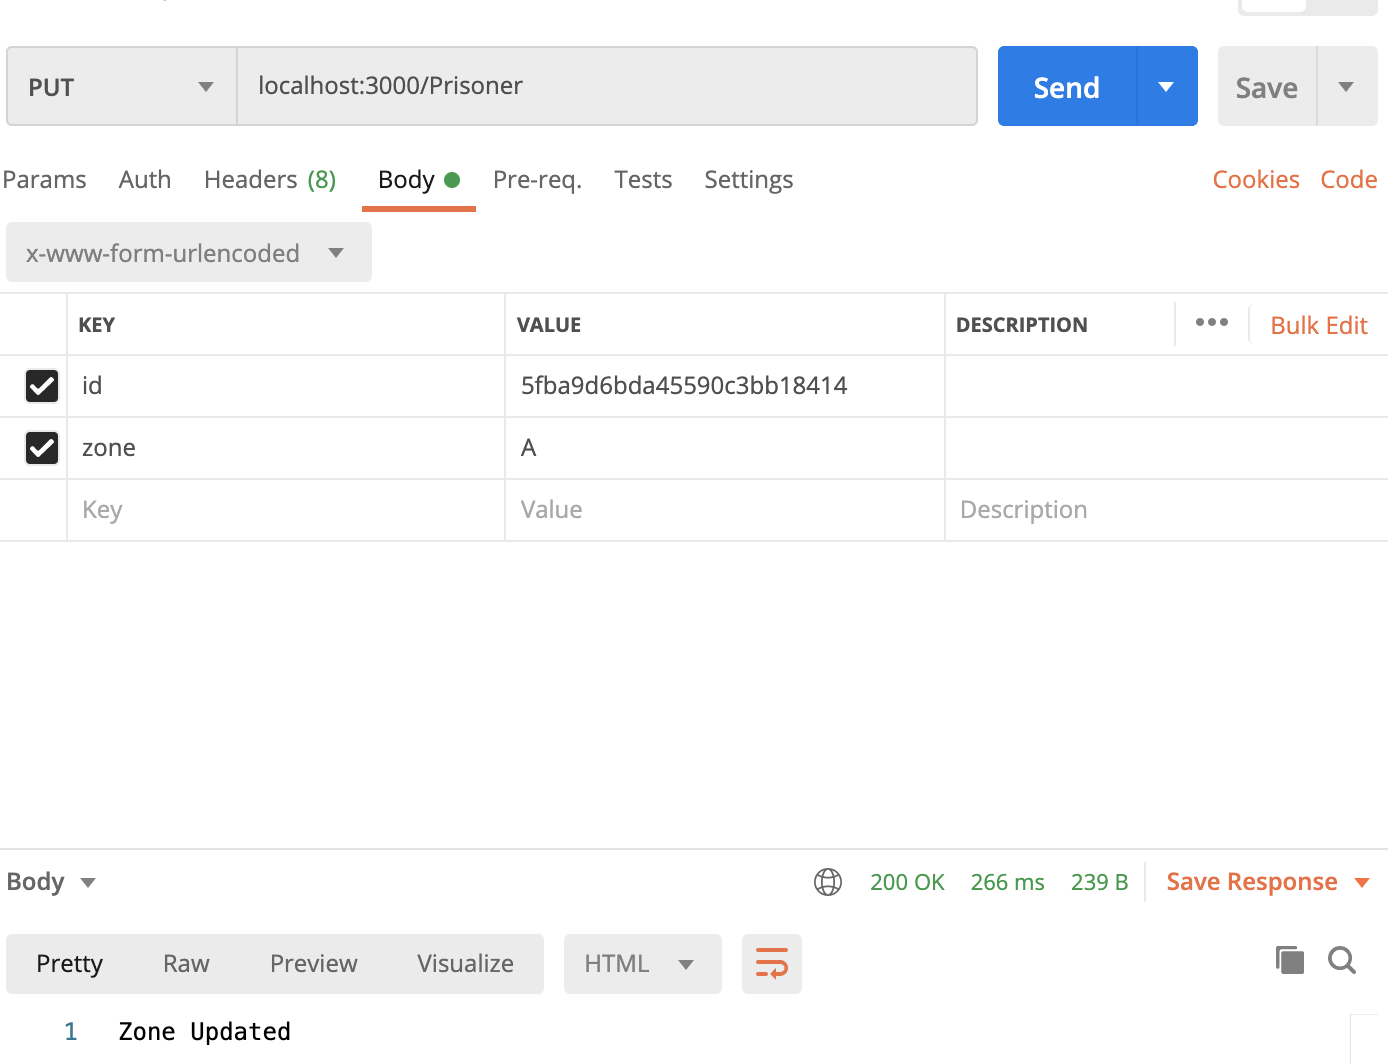 PUT localhost:3000/Prisoner Send Save
Params Auth Headers (8) Body Pre-req. Tests Settings Cookies Code
x-www-form-urlencoded
KEY VALUE DESCRIPTION ••• Bulk Edit
id 5fba9d6bda45590c3bb18414
zone A
Key Value Description
Body 200 OK 266 ms 239 B Save Response
Pretty Raw Preview Visualize HTML
1 Zone Updated